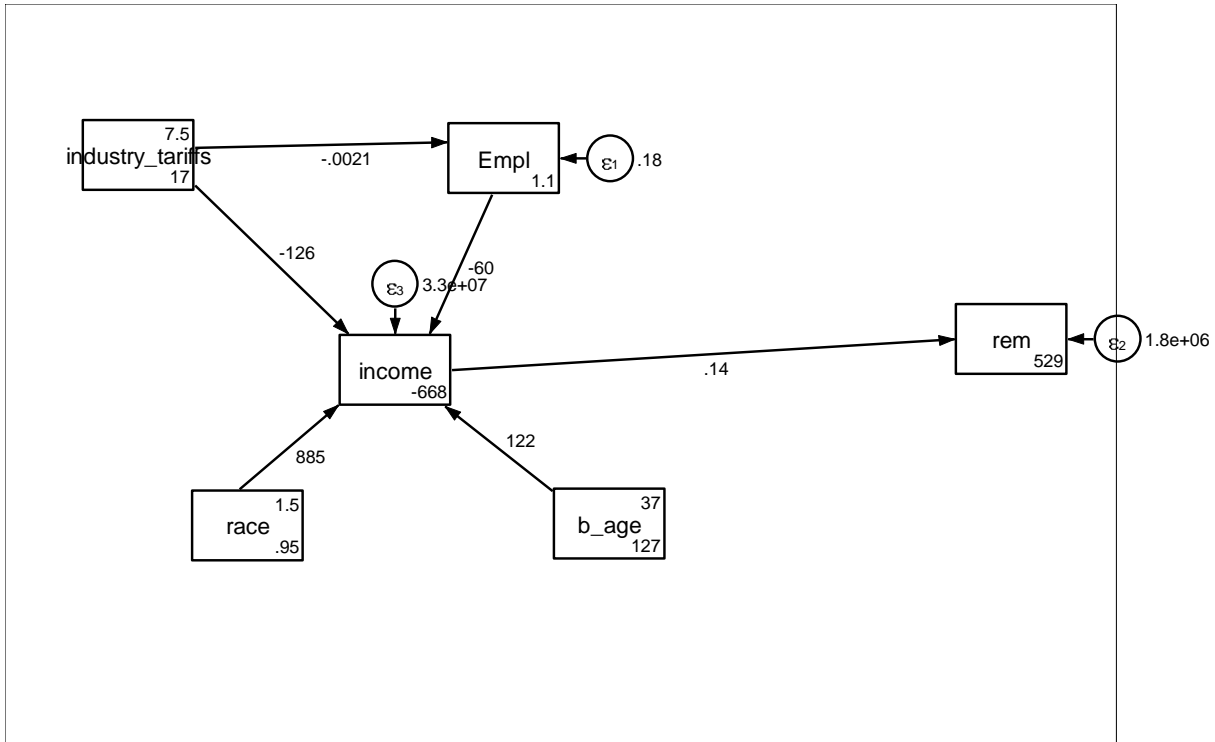 7.5
industry_tariffs
17
-.0021
Empl
1.1
ε1
.18
-126
-60
ε3
3.3e+07
income
-668
.14
rem
529
ε2
1.8e+06
885
122
1.5
race
.95
37
b_age
127